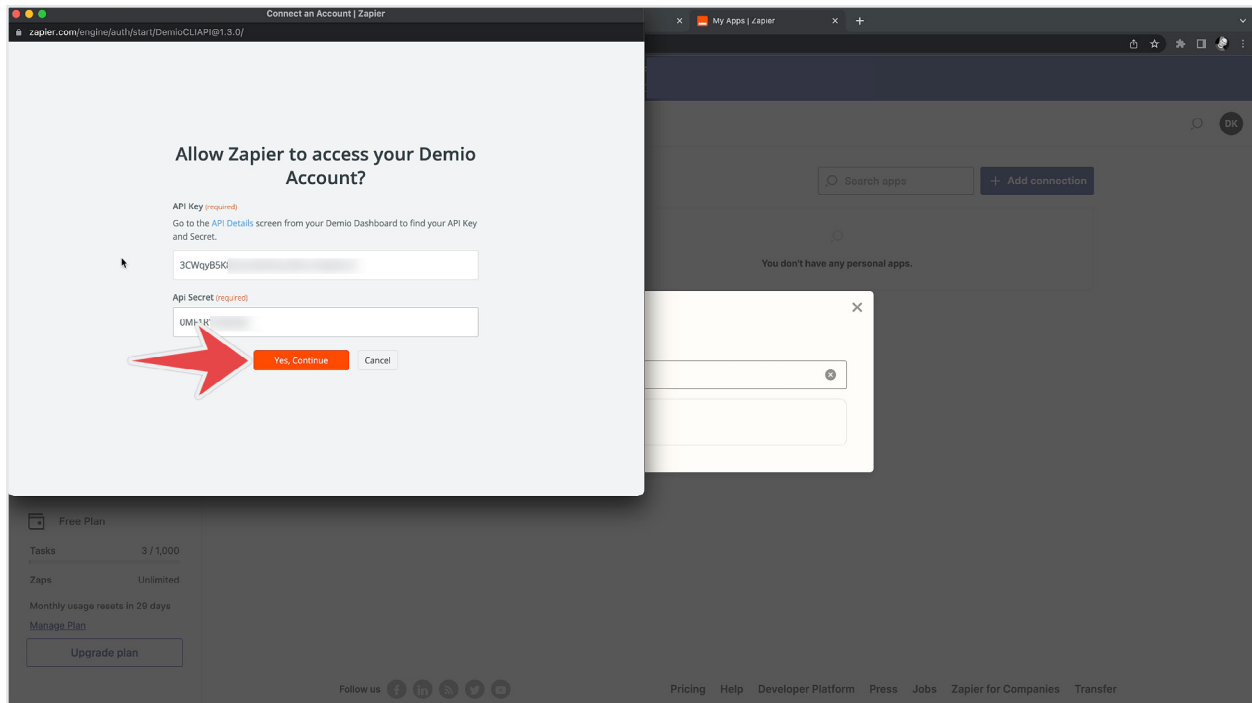 Connect an Account | Zapier
zapier.com/engine/auth/start/DemioCLIAPI@1.3.0/
My Apps | Zapier
DK
Allow Zapier to access your Demio
Account?
API Key (required)
Go to the API Details screen from your Demio Dashboard to find your API Key
and Secret.
3CWqyB5K
Api Secret (required)
Yes, Continue
Cancel
Search apps
+ Add connection
You don't have any personal apps.
Free Plan
Tasks 3 / 1,000
Zaps Unlimited
Monthly usage resets in 29 days
Manage Plan
Upgrade plan
Follow us
Pricing Help Developer Platform Press Jobs Zapier for Companies Transfer